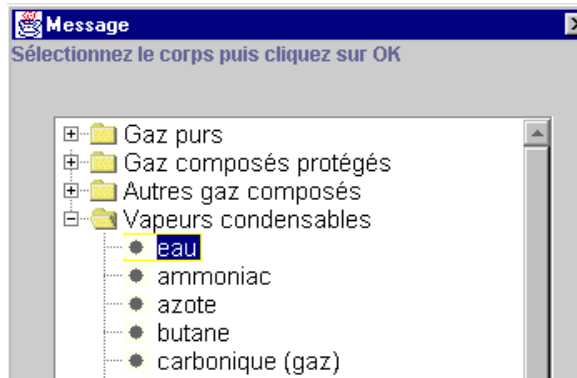 Message
Sélectionnez le corps puis cliquez sur OK
Gaz purs
Gaz composés protégés
Autres gaz composés
Vapeurs condensables
eau
ammoniac
azote
butane
carbonique (gaz)